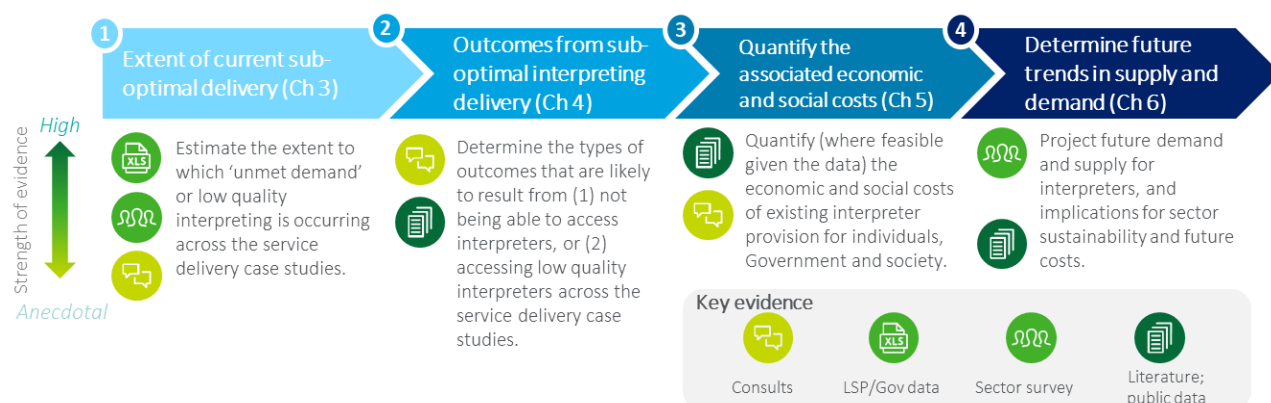 1
Extent of current sub-
optimal delivery (Ch 3)
2
Outcomes from sub-
optimal interpreting
delivery (Ch 4)
3
Quantify the
associated economic
and social costs (Ch 5)
4
Determine future
trends in supply and
demand (Ch 6)
Strength of evidence
High
Anecdotal
XLS
Estimate the extent to
which ‘unmet demand’
or low quality
interpreting is occurring
across the service
delivery case studies.
Determine the types of
outcomes that are likely
to result from (1) not
being able to access
interpreters, or (2)
accessing low quality
interpreters across the
service delivery case
studies.
Quantify (where feasible
given the data) the
economic and social costs
of existing interpreter
provision for individuals,
Government and society.
Project future demand
and supply for
interpreters, and
implications for sector
sustainability and future
costs.
Key evidence
XLS
Consults
LSP/Gov data
Sector survey
Literature;
public data